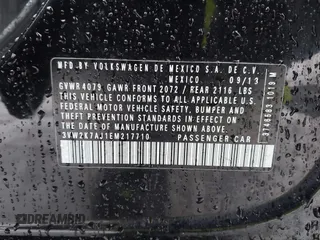 MFD BY VOLKSWAGEN DE MEXICO S.A. DE C.V.
MEXICO 09/13
GVWR 4079 GAWR FRONT 2072 / REAR 2116 LBS
THIS VEHICLE CONFORMS TO ALL APPLICABLE
FEDERAL MOTOR VEHICLE SAFETY, BUMPER, AND
THEFT PREVENTION STANDARDS IN EFFECT ON
THE DATE OF MANUFACTURE SHOWN ABOVE
3VW2K7AJ1EM217710 PASSENGER CAR
DREAMBID